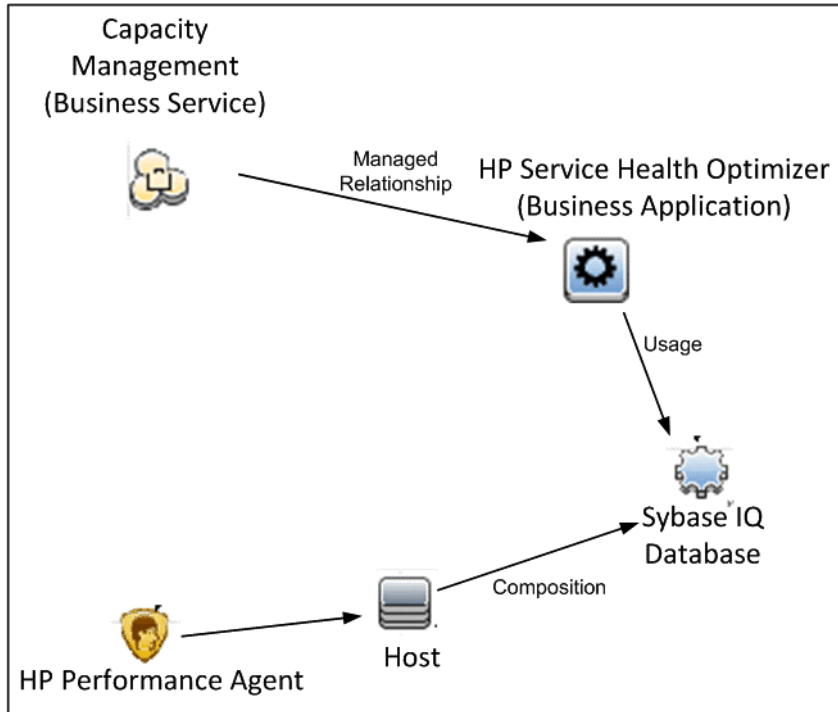 Capacity
Management
(Business Service)
Managed
Relationship
HP Service Health Optimizer
(Business Application)
Usage
Sybase IQ
Database
Composition
Host
HP Performance Agent